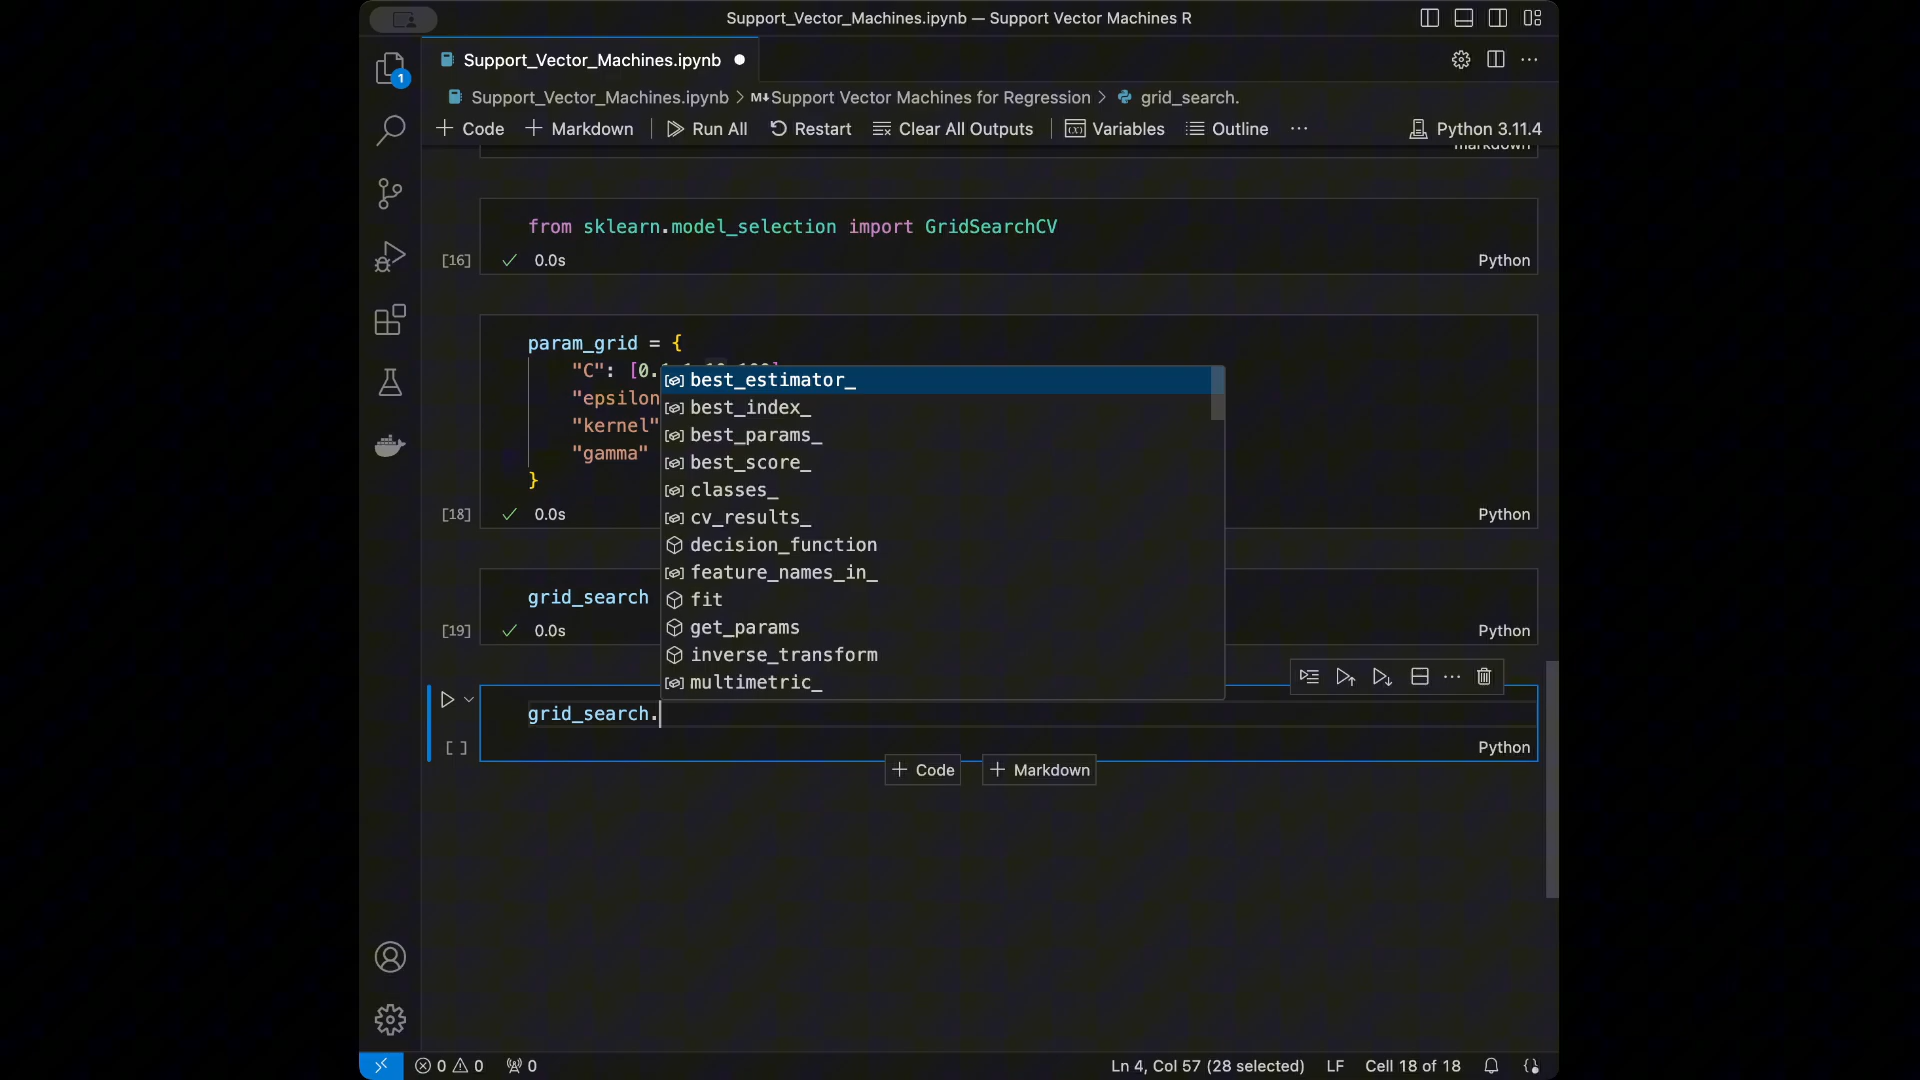 Support_Vector_Machines.ipynb — Support Vector Machines R
1
Support_Vector_Machines.ipynb
Support_Vector_Machines.ipynb > M↓ Support Vector Machines for Regression > grid_search.
+ Code + Markdown Run All Restart Clear All Outputs Variables Outline ··· Python 3.11.4
markdown
from sklearn.model_selection import GridSearchCV
[16] ✓ 0.0s Python
param_grid = {
"C": [0.
"epsilon
"kernel"
"gamma"
}
[18] ✓ 0.0s Python
best_estimator_
best_index_
best_params_
best_score_
classes_
cv_results_
decision_function
feature_names_in_
fit
get_params
inverse_transform
multimetric_
grid_search
[19] ✓ 0.0s Python
grid_search.
[ ] Python
+ Code + Markdown
0 0 0 Ln 4, Col 57 (28 selected) LF Cell 18 of 18